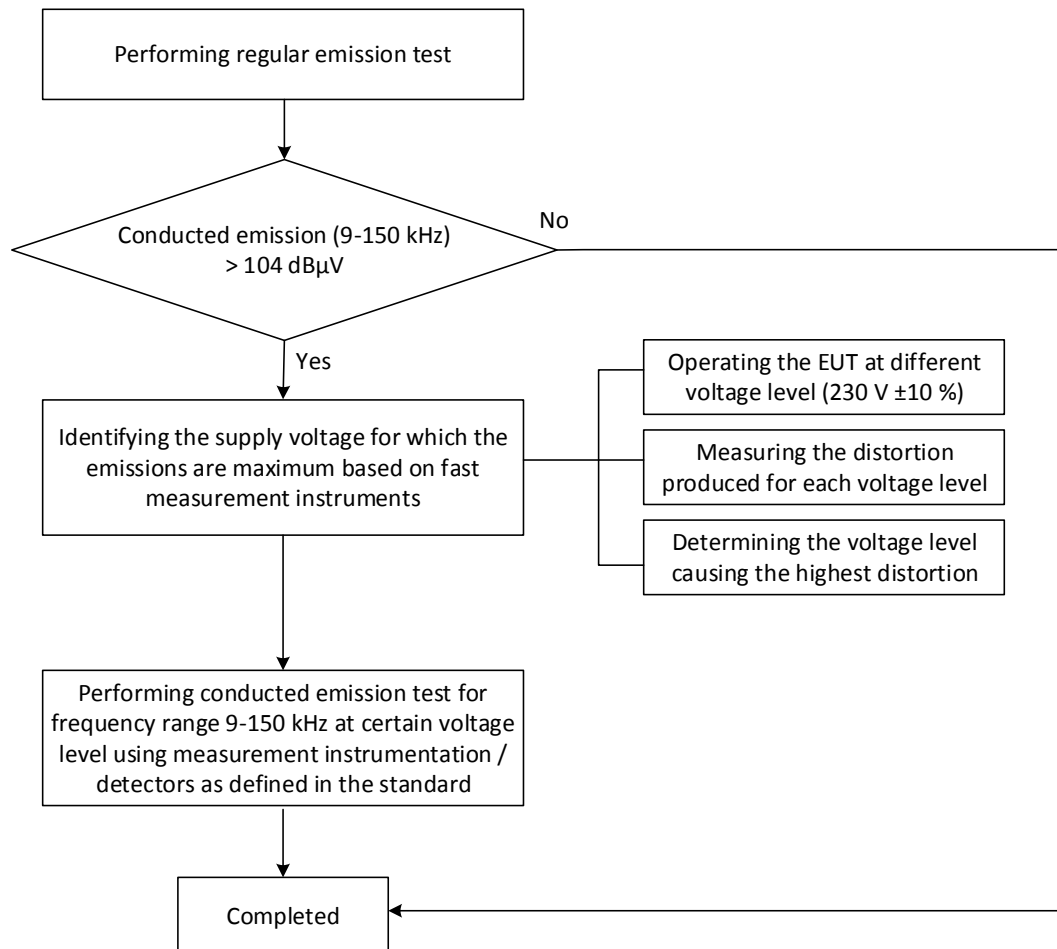 Performing regular emission test
Conducted emission (9-150 kHz)
> 104 dBµV
No
Yes
Identifying the supply voltage for which the
emissions are maximum based on fast
measurement instruments
Operating the EUT at different
voltage level (230 V ±10 %)
Measuring the distortion
produced for each voltage level
Determining the voltage level
causing the highest distortion
Performing conducted emission test for
frequency range 9-150 kHz at certain voltage
level using measurement instrumentation /
detectors as defined in the standard
Completed